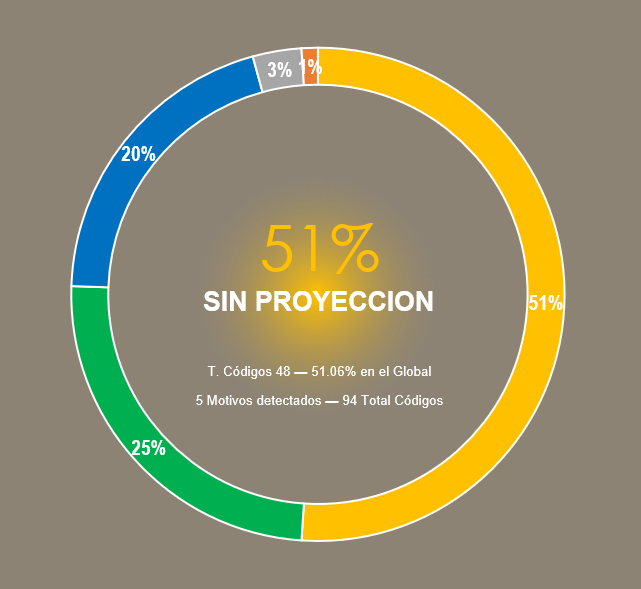 3%
1%
20%
51%
SIN PROYECCION
51%
T. Códigos 48 — 51.06% en el Global
5 Motivos detectados — 94 Total Códigos
25%